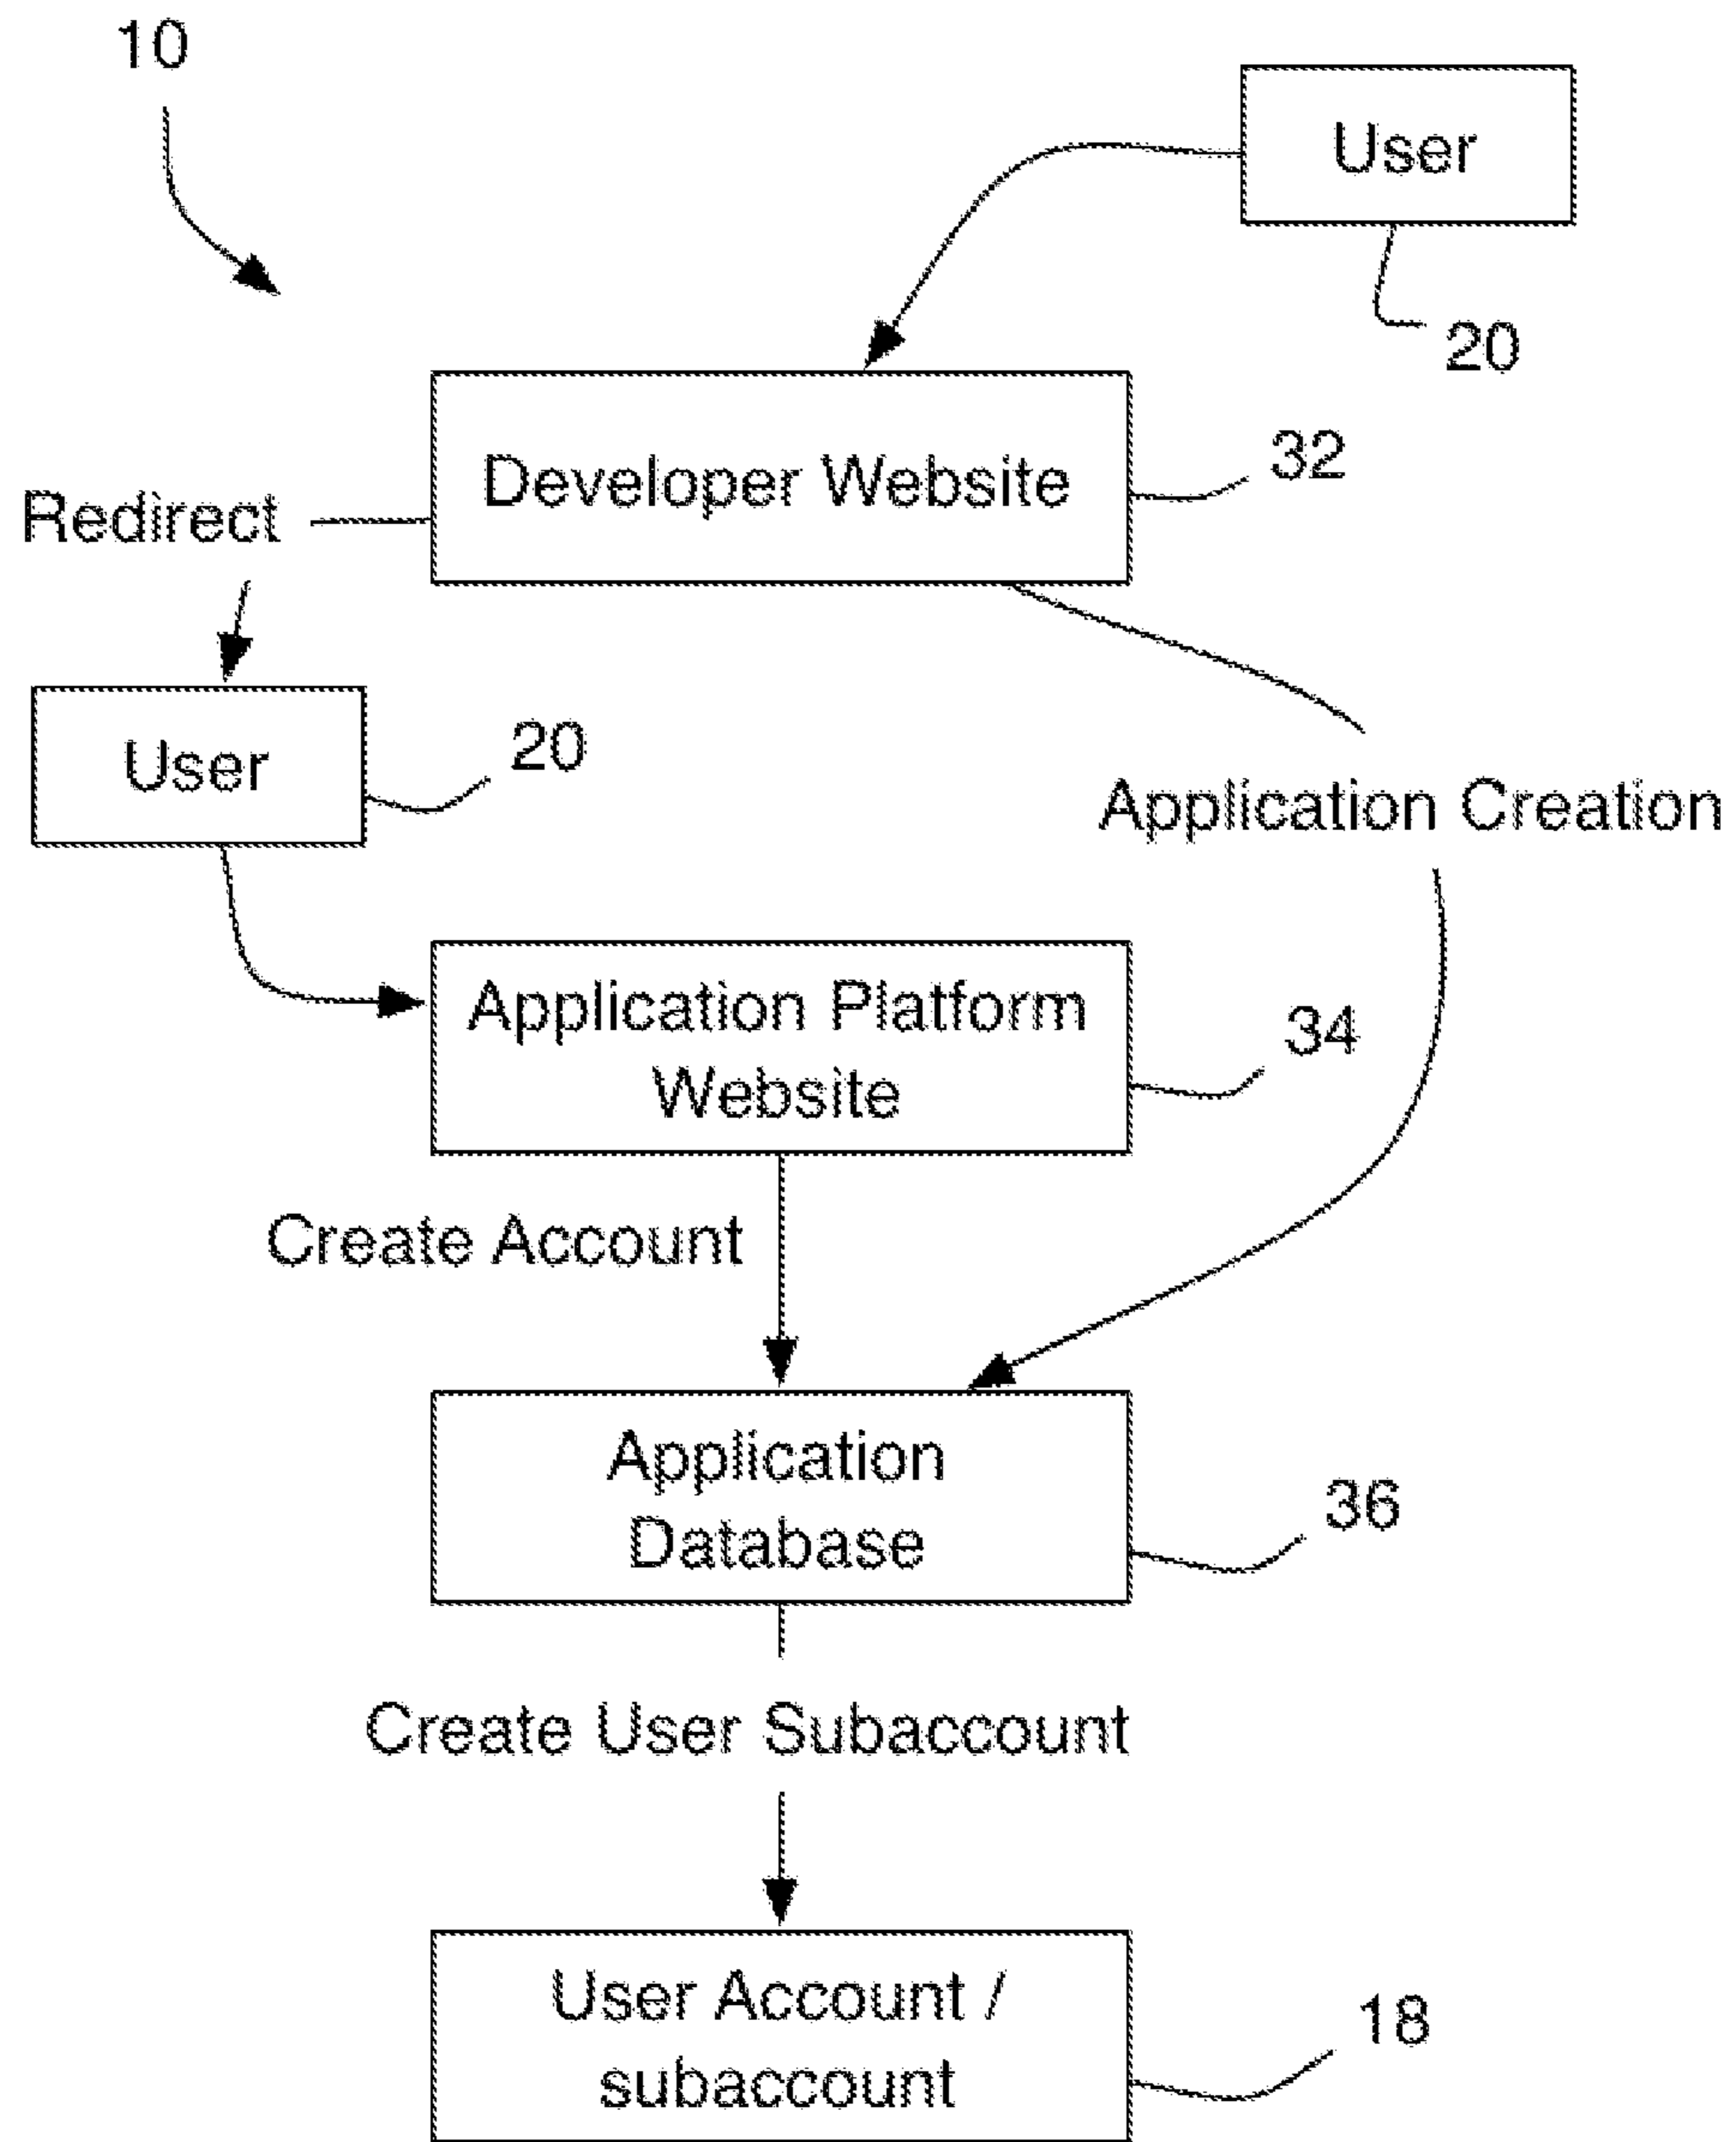 10
User
20
Developer Website
32
Redirect
User
20
Application Creation
Application Platform
Website
34
Create Account
Application
Database
36
Create User Subaccount
User Account /
subaccount
18